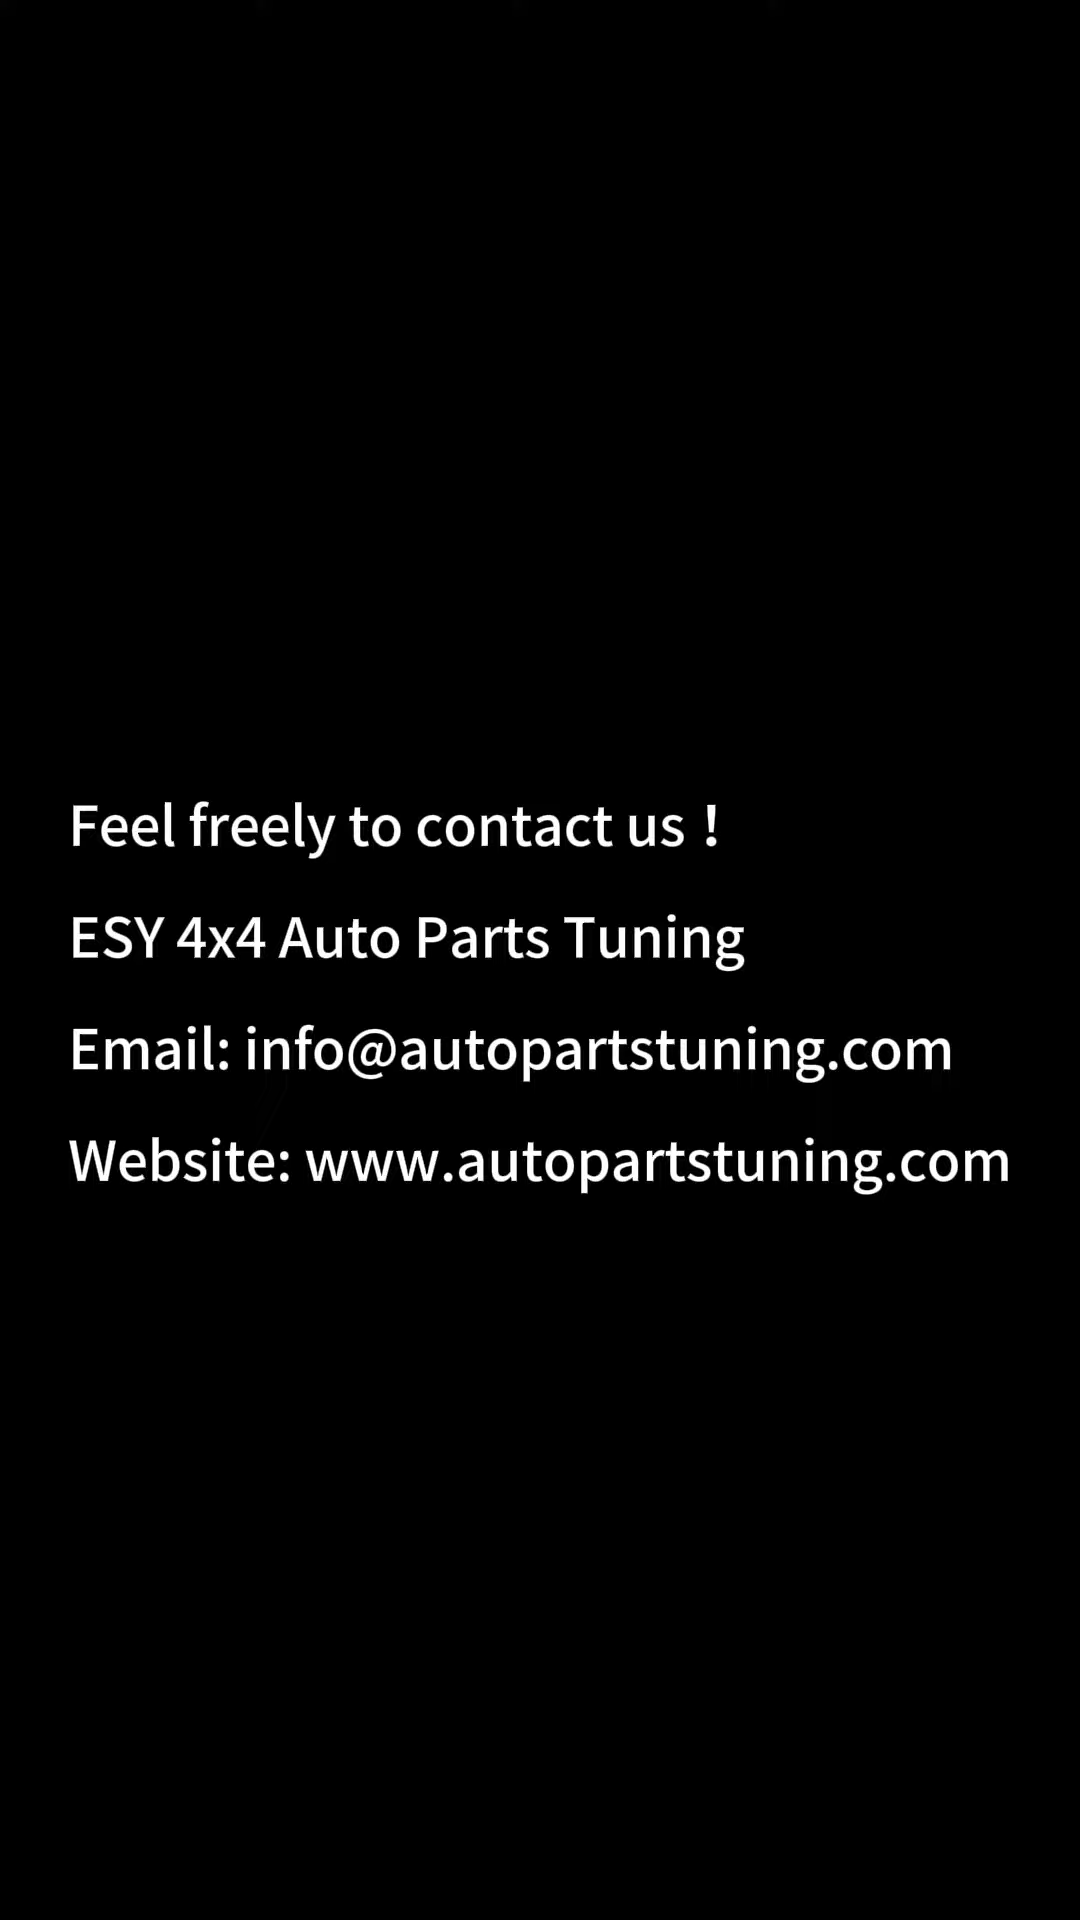 Feel freely to contact us！
ESY 4x4 Auto Parts Tuning
Email: info@autopartstuning.com
Website: www.autopartstuning.com